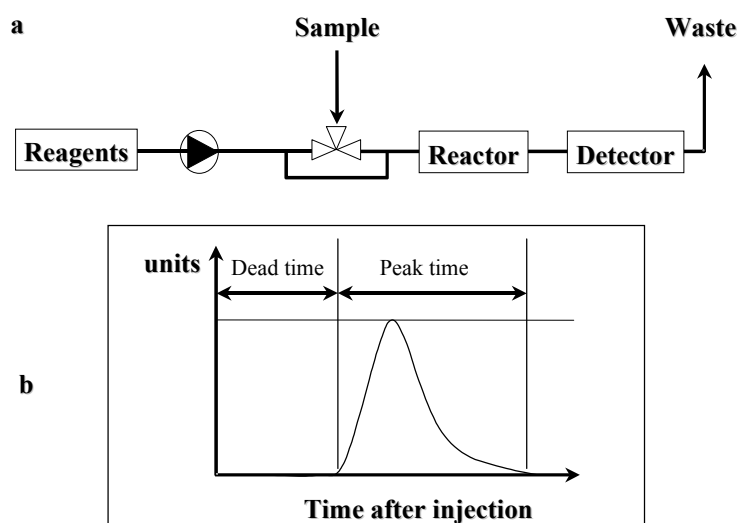 a
Sample
Waste
Reagents
Reactor
Detector
units
Dead time
Peak time
b
Time after injection